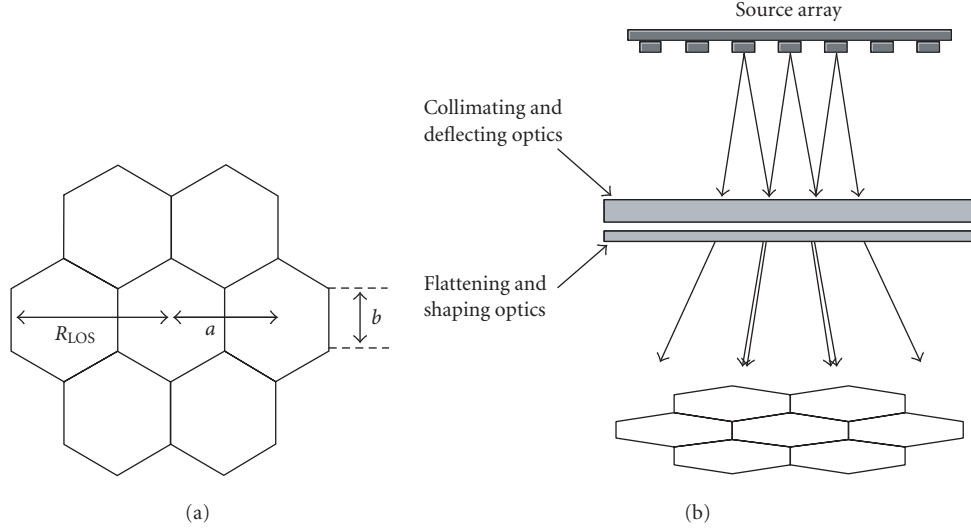 Source array
Collimating and
deflecting optics
Flattening and
shaping optics
R_LOS
a
b
(a)
(b)